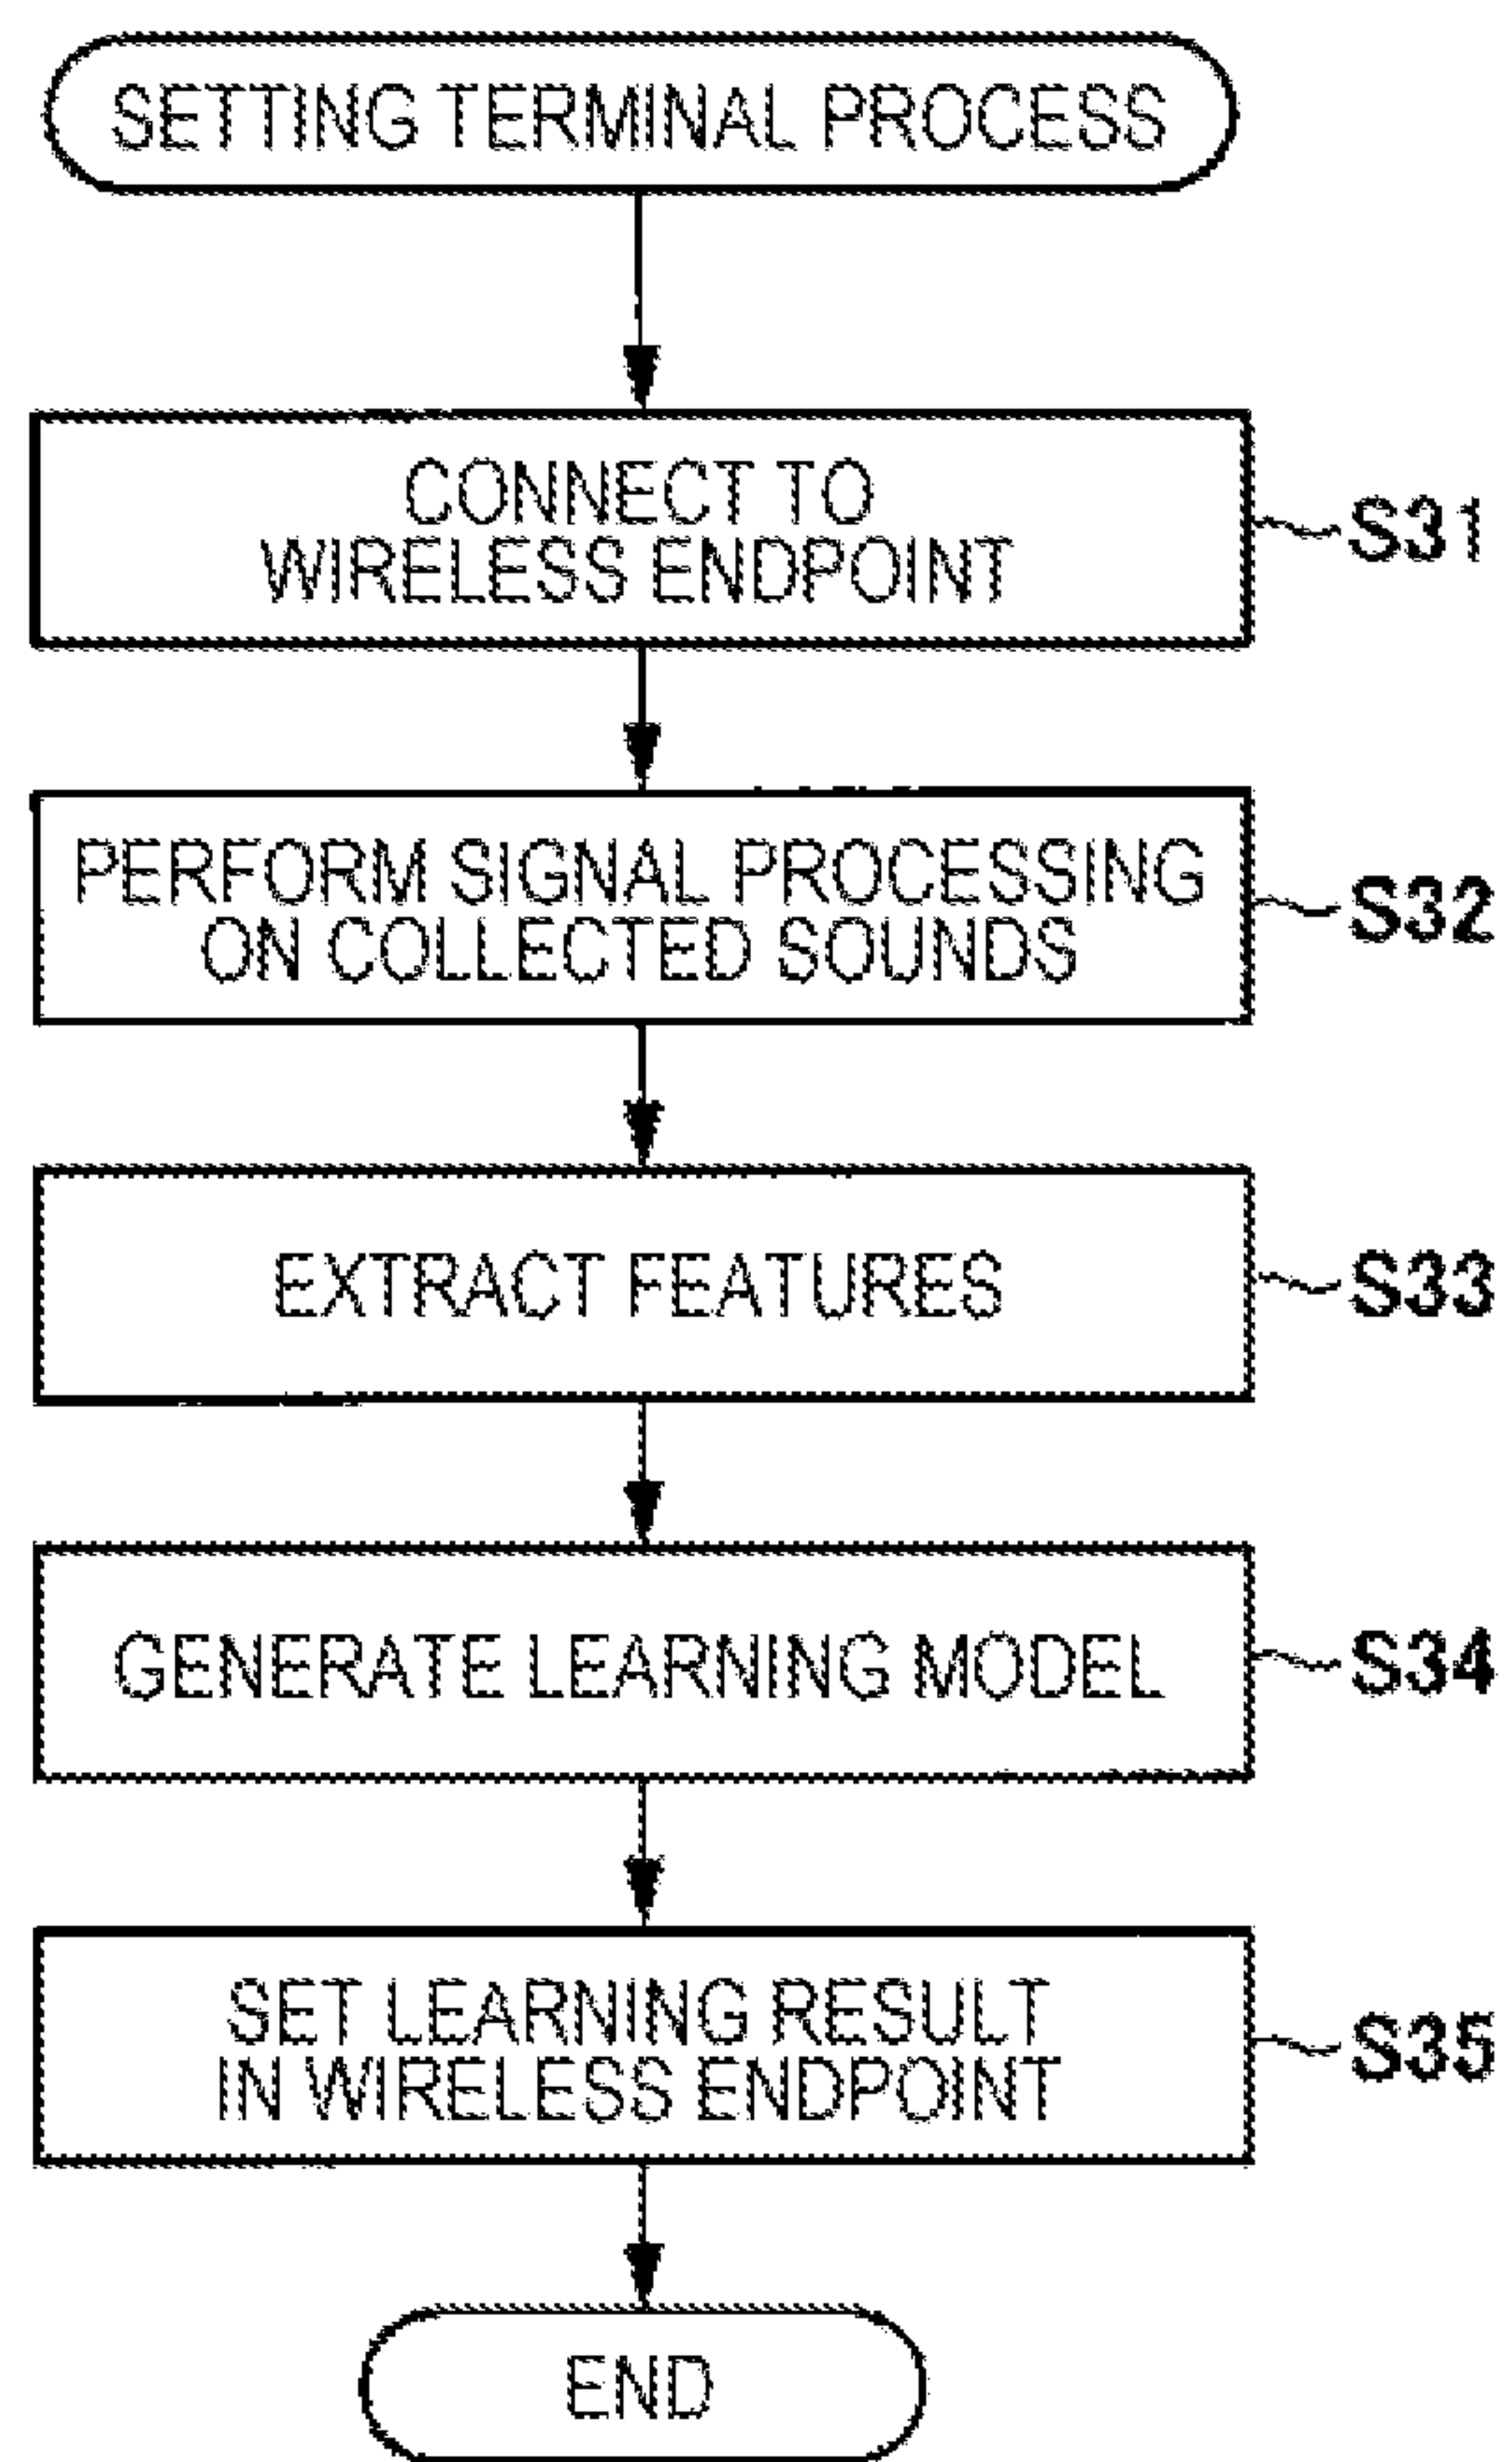 SETTING TERMINAL PROCESS
CONNECT TO
WIRELESS ENDPOINT
S31
PERFORM SIGNAL PROCESSING
ON COLLECTED SOUNDS
S32
EXTRACT FEATURES
S33
GENERATE LEARNING MODEL
S34
SET LEARNING RESULT
IN WIRELESS ENDPOINT
S35
END